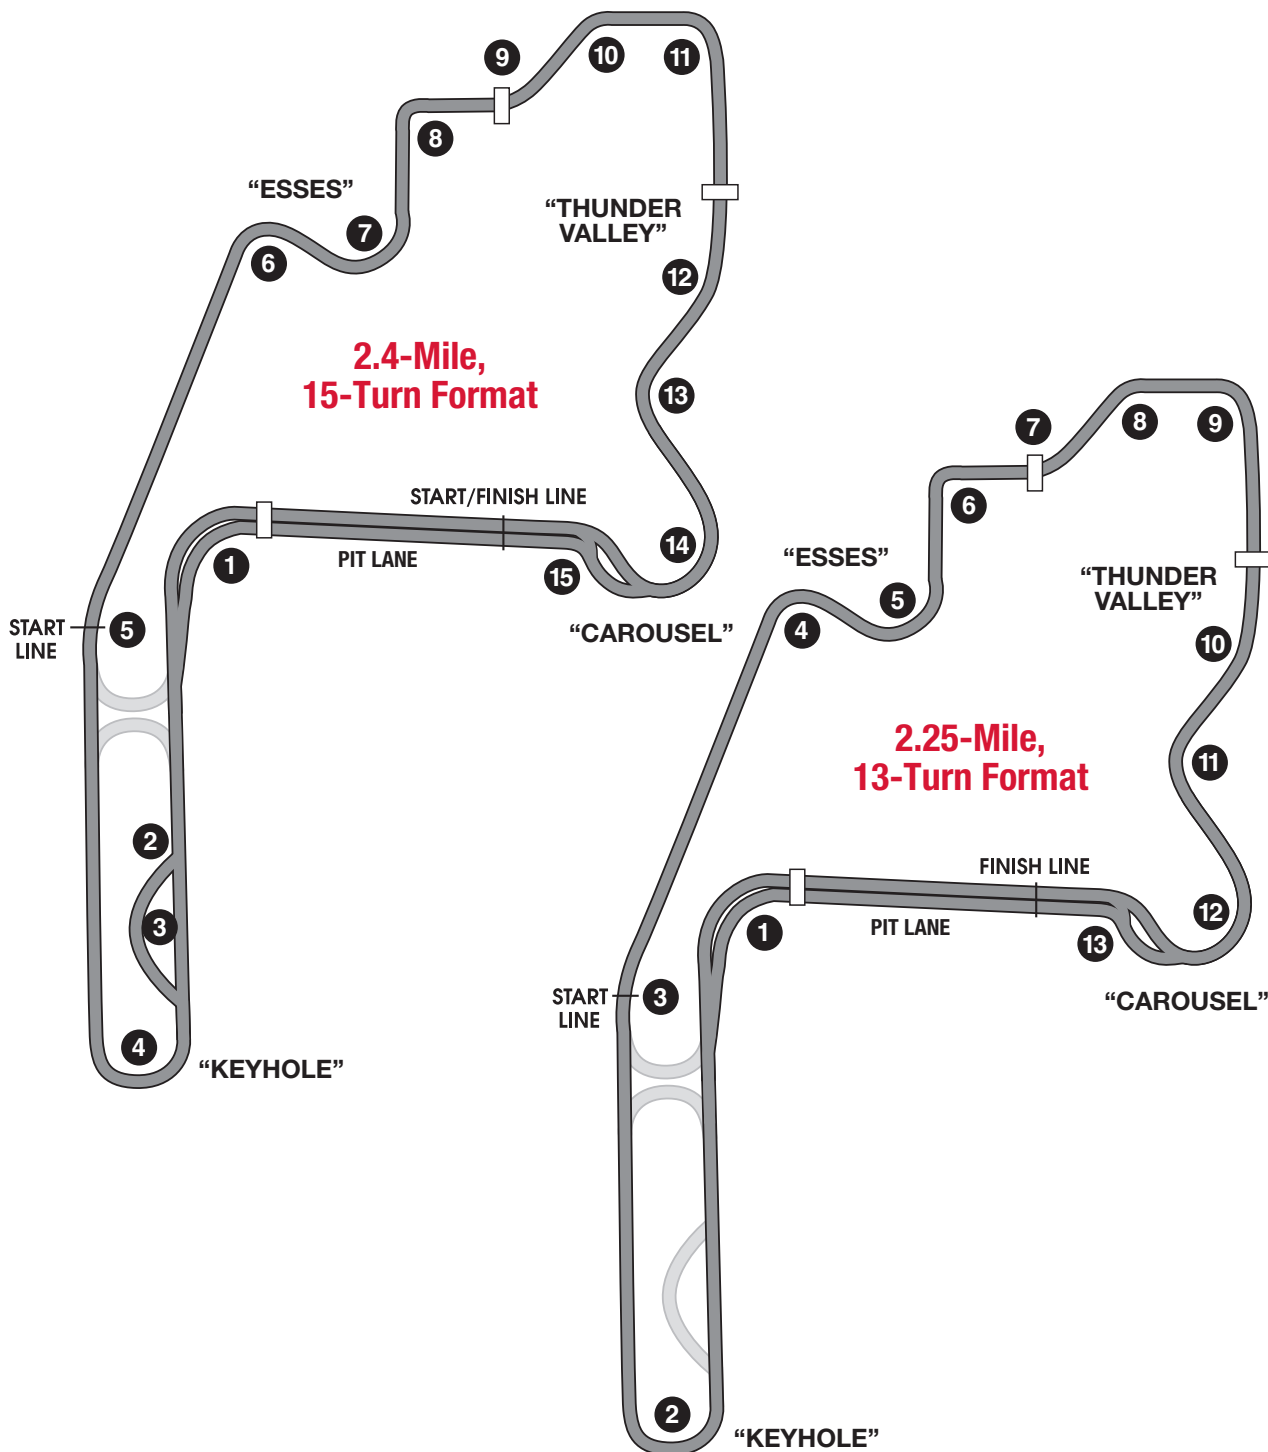 9
10
11
8
“ESSES”
7
6
“THUNDER
VALLEY”
12
2.4-Mile,
15-Turn Format
13
START/FINISH LINE
PIT LANE
1
14
15
“CAROUSEL”
START
LINE
5
2
3
4
“KEYHOLE”
7
8
9
6
“ESSES”
5
4
“THUNDER
VALLEY”
10
2.25-Mile,
13-Turn Format
11
FINISH LINE
PIT LANE
1
12
13
“CAROUSEL”
START
LINE
3
2
“KEYHOLE”